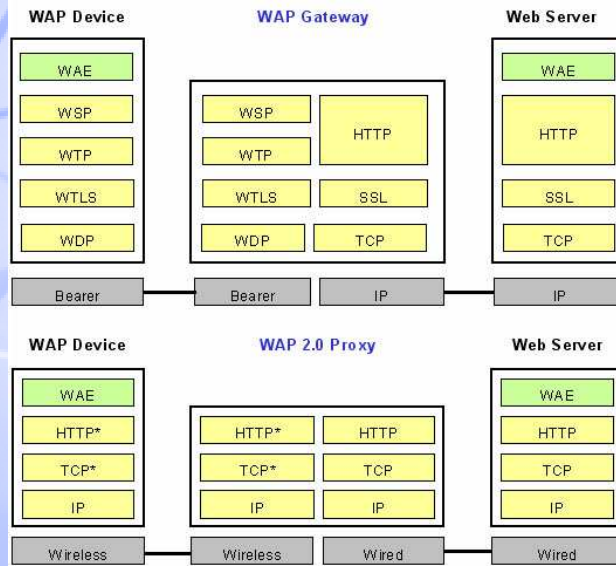 WAP Device WAP Gateway Web Server
WAE WAE
WSP WSP HTTP HTTP
WTP WTP
WTLS WTLS SSL SSL
WDP WDP TCP TCP
Bearer Bearer IP IP
WAP Device WAP 2.0 Proxy Web Server
WAE WAE
HTTP* HTTP* HTTP HTTP
TCP* TCP* TCP TCP
IP IP IP IP
Wireless Wireless Wired Wired